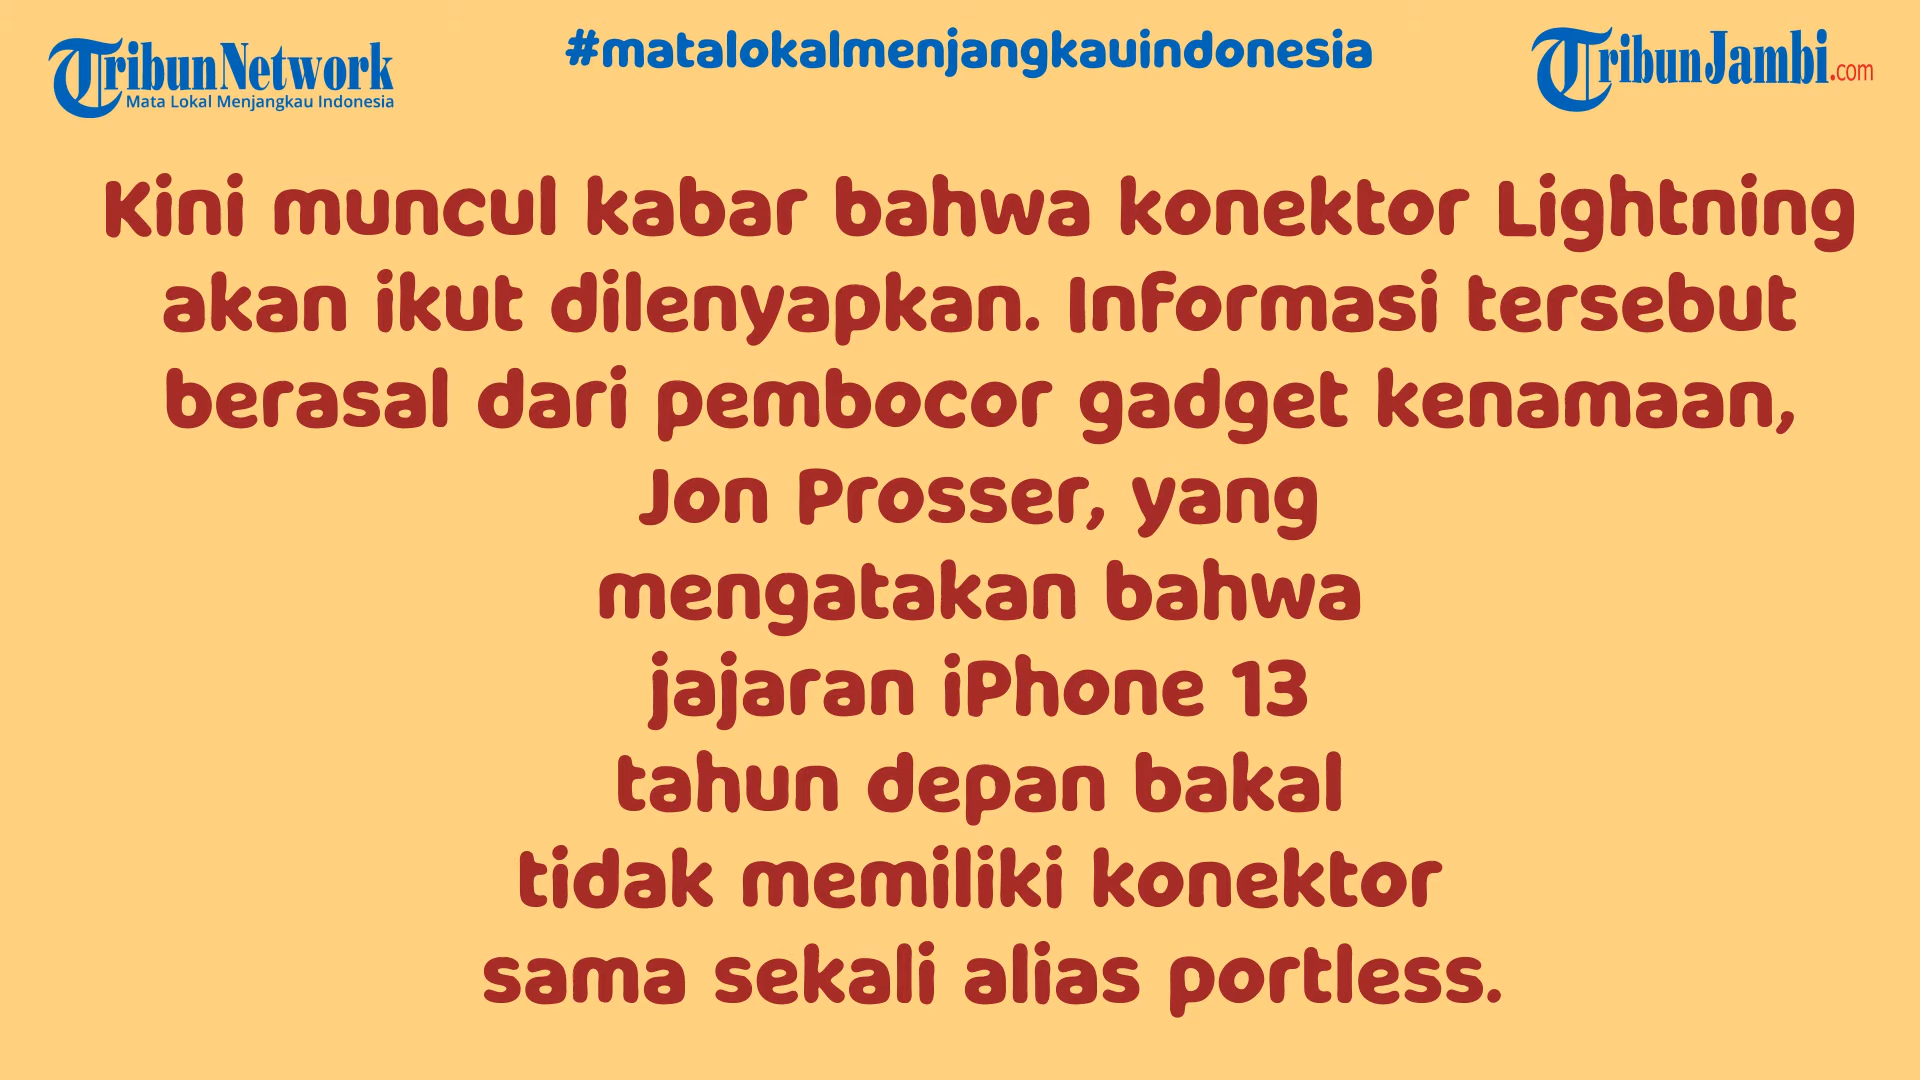 TribunNetwork
Mata Lokal Menjangkau Indonesia
#matalokalmenjangkauindonesia
TribunJambi.com
Kini muncul kabar bahwa konektor Lightning
akan ikut dilenyapkan. Informasi tersebut
berasal dari pembocor gadget kenamaan,
Jon Prosser, yang
mengatakan bahwa
jajaran iPhone 13
tahun depan bakal
tidak memiliki konektor
sama sekali alias portless.